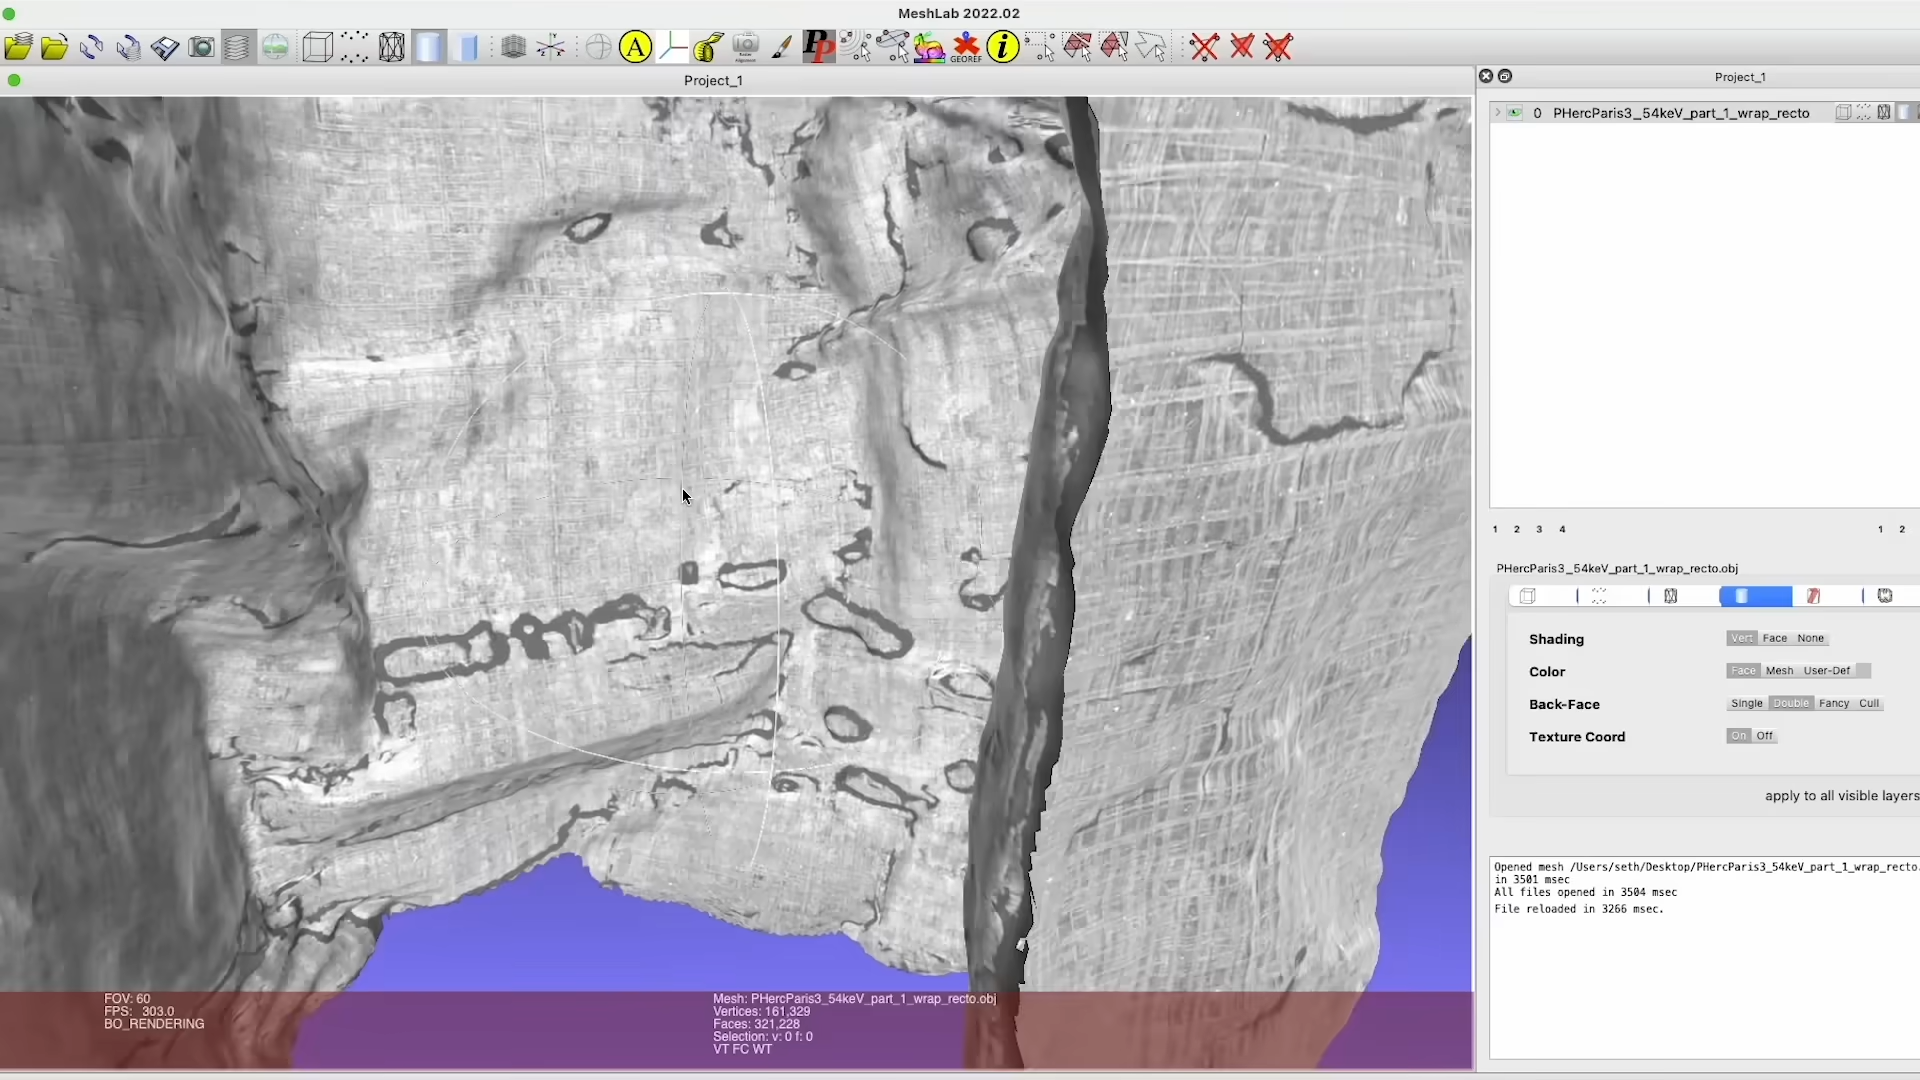 MeshLab 2022.02
A
PP
GEOREF
i
Project_1
Project_1
0 PHercParis3_54keV_part_1_wrap_recto
1 2 3 4
1 2
PHercParis3_54keV_part_1_wrap_recto.obj
Shading Vert Face None
Color Face Mesh User-Def
Back-Face Single Double Fancy Cull
Texture Coord On Off
apply to all visible layers
Opened mesh /Users/seth/Desktop/PHercParis3_54keV_part_1_wrap_recto.
in 3501 msec
All files opened in 3504 msec
File reloaded in 3266 msec.
FOV: 60
FPS: 303.0
BO_RENDERING
Mesh: PHercParis3_54keV_part_1_wrap_recto.obj
Vertices: 161,329
Faces: 321,228
Selection: v: 0 f: 0
VT FC WT